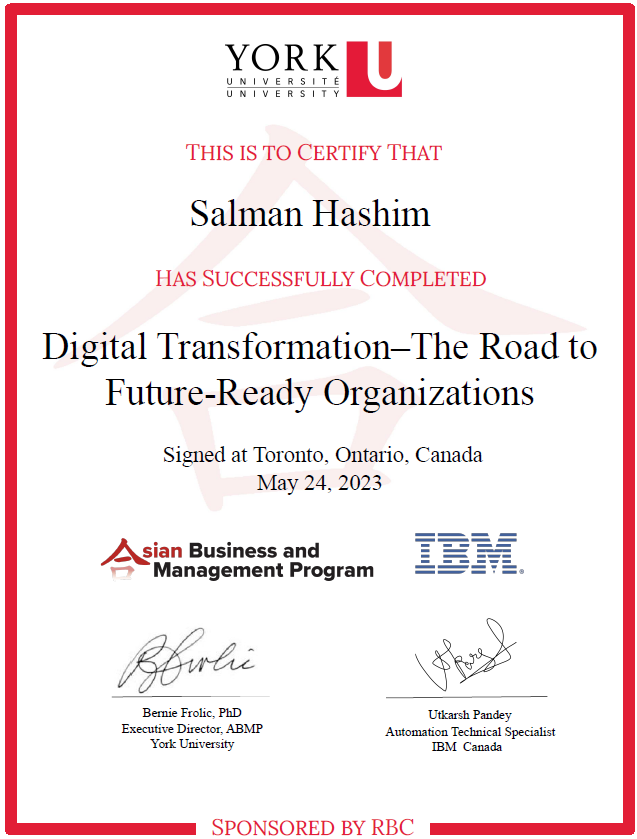 YORK U
UNIVERSITÉ
UNIVERSITY
THIS IS TO CERTIFY THAT
Salman Hashim
HAS SUCCESSFULLY COMPLETED
Digital Transformation–The Road to
Future-Ready Organizations
Signed at Toronto, Ontario, Canada
May 24, 2023
Asian Business and
Management Program
IBM®
Bernie Frolic, PhD
Executive Director, ABMP
York University
Utkarsh Pandey
Automation Technical Specialist
IBM Canada
SPONSORED BY RBC